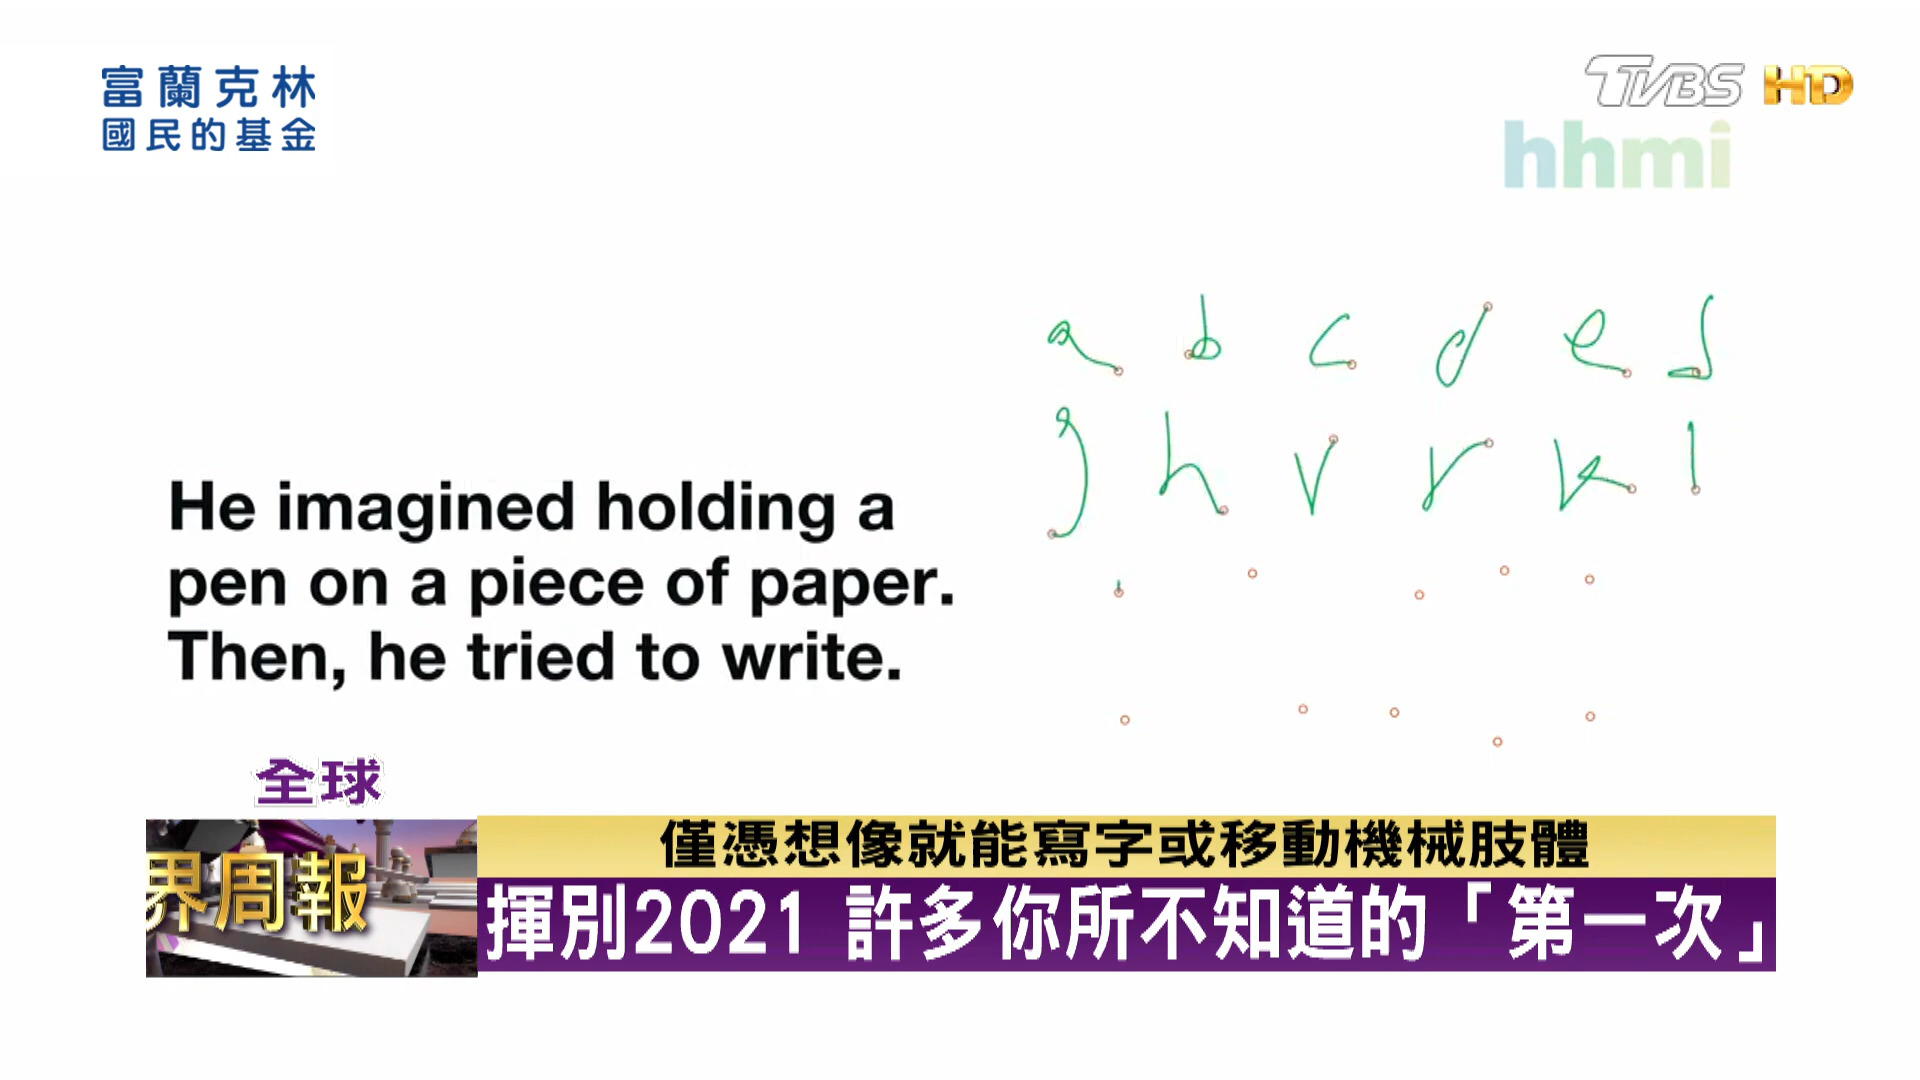 富蘭克林
國民的基金
TVBS HD
hhmi
a b c d e
g h v r k l
He imagined holding a
pen on a piece of paper.
Then, he tried to write.
全球
界周報
僅憑想像就能寫字或移動機械肢體
揮別2021 許多你所不知道的「第一次」